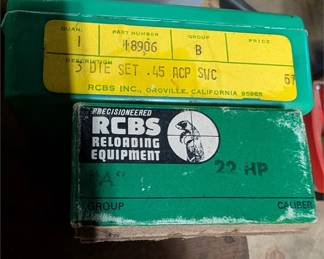 QUAN. PART NUMBER GROUP PRICE
1 18906 B
DESCRIPTION
3 DIE SET .45 ACP SWC
RCBS INC., OROVILLE, CALIFORNIA 95965
PRECISIONEERED
RCBS
RELOADING
EQUIPMENT
"A" 22 HP
GROUP CALIBER